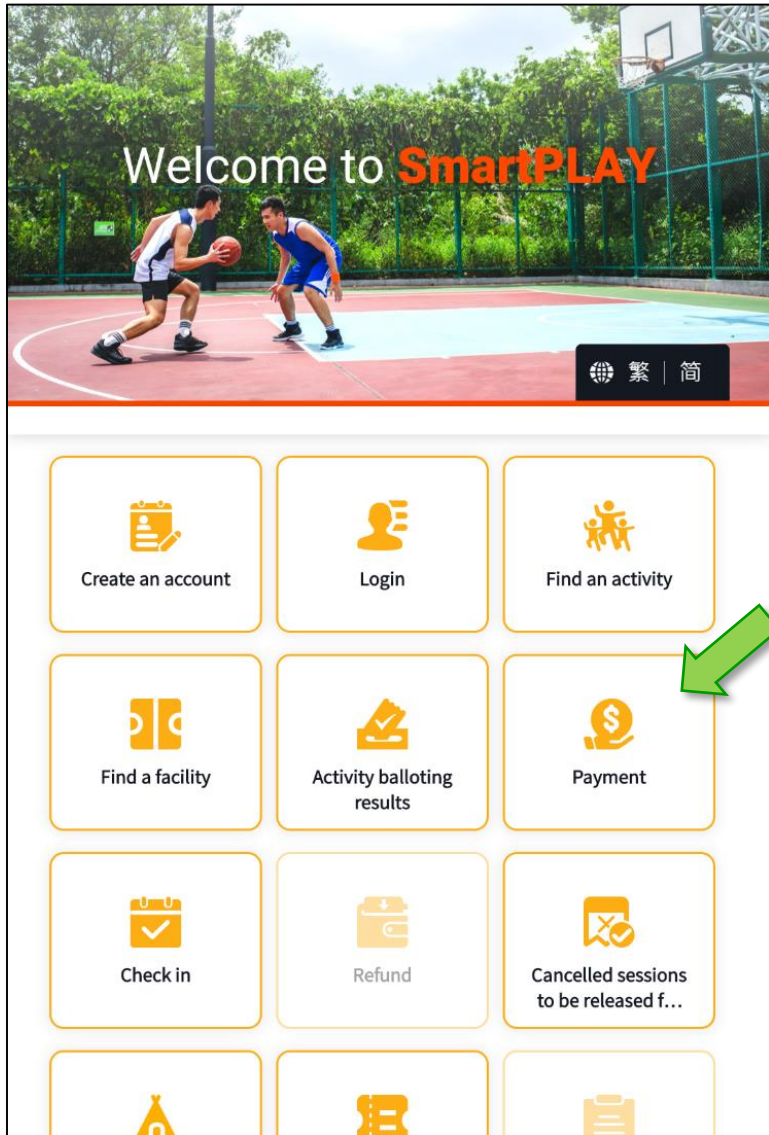 Welcome to SmartPLAY
繁 | 简
Create an account
Login
Find an activity
Find a facility
Activity balloting
results
Payment
Check in
Refund
Cancelled sessions
to be released f...